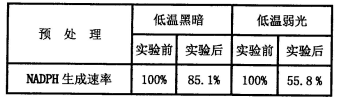 预 处 理 低温黑暗 低温弱光
实验前 实验后 实验前 实验后
NADPH 生成速率 100% 85.1% 100% 55.8%